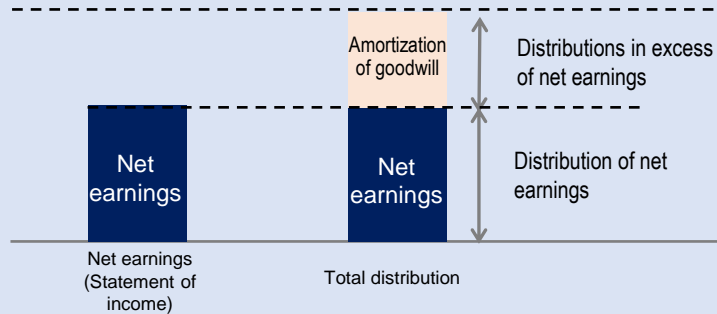 Amortization
of goodwill
Distributions in excess
of net earnings
Net
earnings
Net
earnings
Distribution of net
earnings
Net earnings
(Statement of
income)
Total distribution